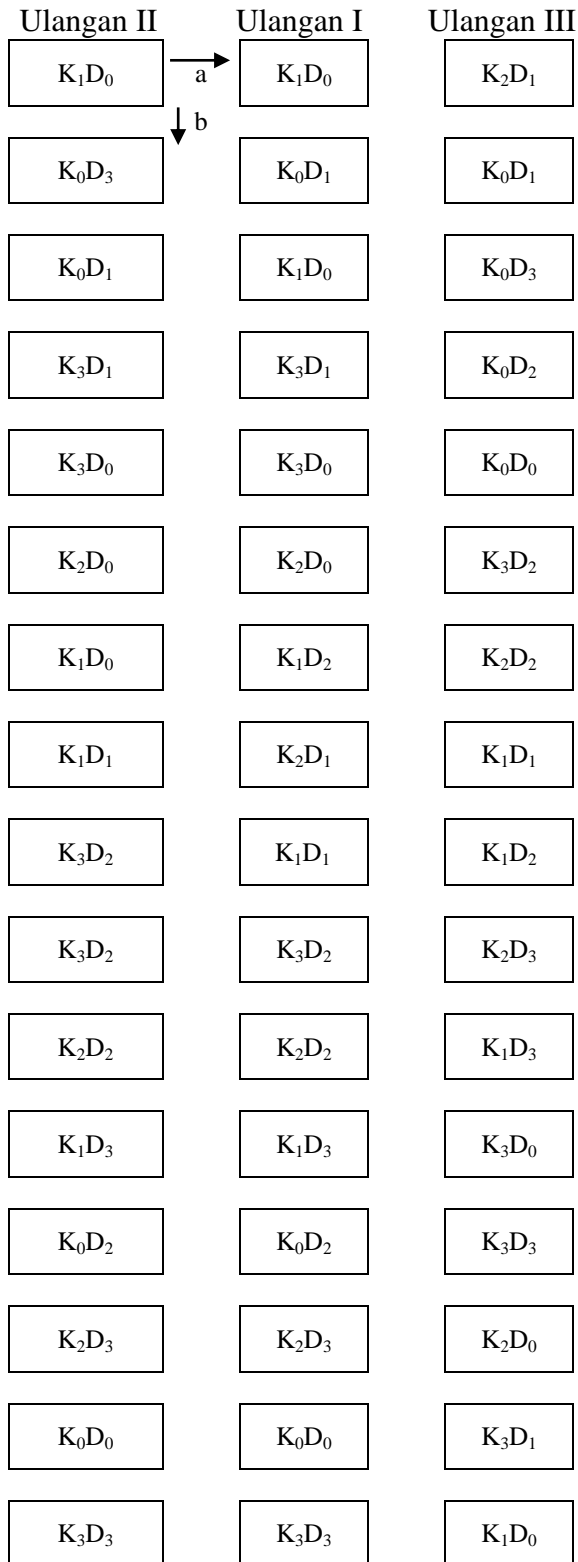 Ulangan II Ulangan I Ulangan III
K₁D₀ a K₁D₀ K₂D₁
b
K₀D₃ K₀D₁ K₀D₁
K₀D₁ K₁D₀ K₀D₃
K₃D₁ K₃D₁ K₀D₂
K₃D₀ K₃D₀ K₀D₀
K₂D₀ K₂D₀ K₃D₂
K₁D₀ K₁D₂ K₂D₂
K₁D₁ K₂D₁ K₁D₁
K₃D₂ K₁D₁ K₁D₂
K₃D₂ K₃D₂ K₂D₃
K₂D₂ K₂D₂ K₁D₃
K₁D₃ K₁D₃ K₃D₀
K₀D₂ K₀D₂ K₃D₃
K₂D₃ K₂D₃ K₂D₀
K₀D₀ K₀D₀ K₃D₁
K₃D₃ K₃D₃ K₁D₀